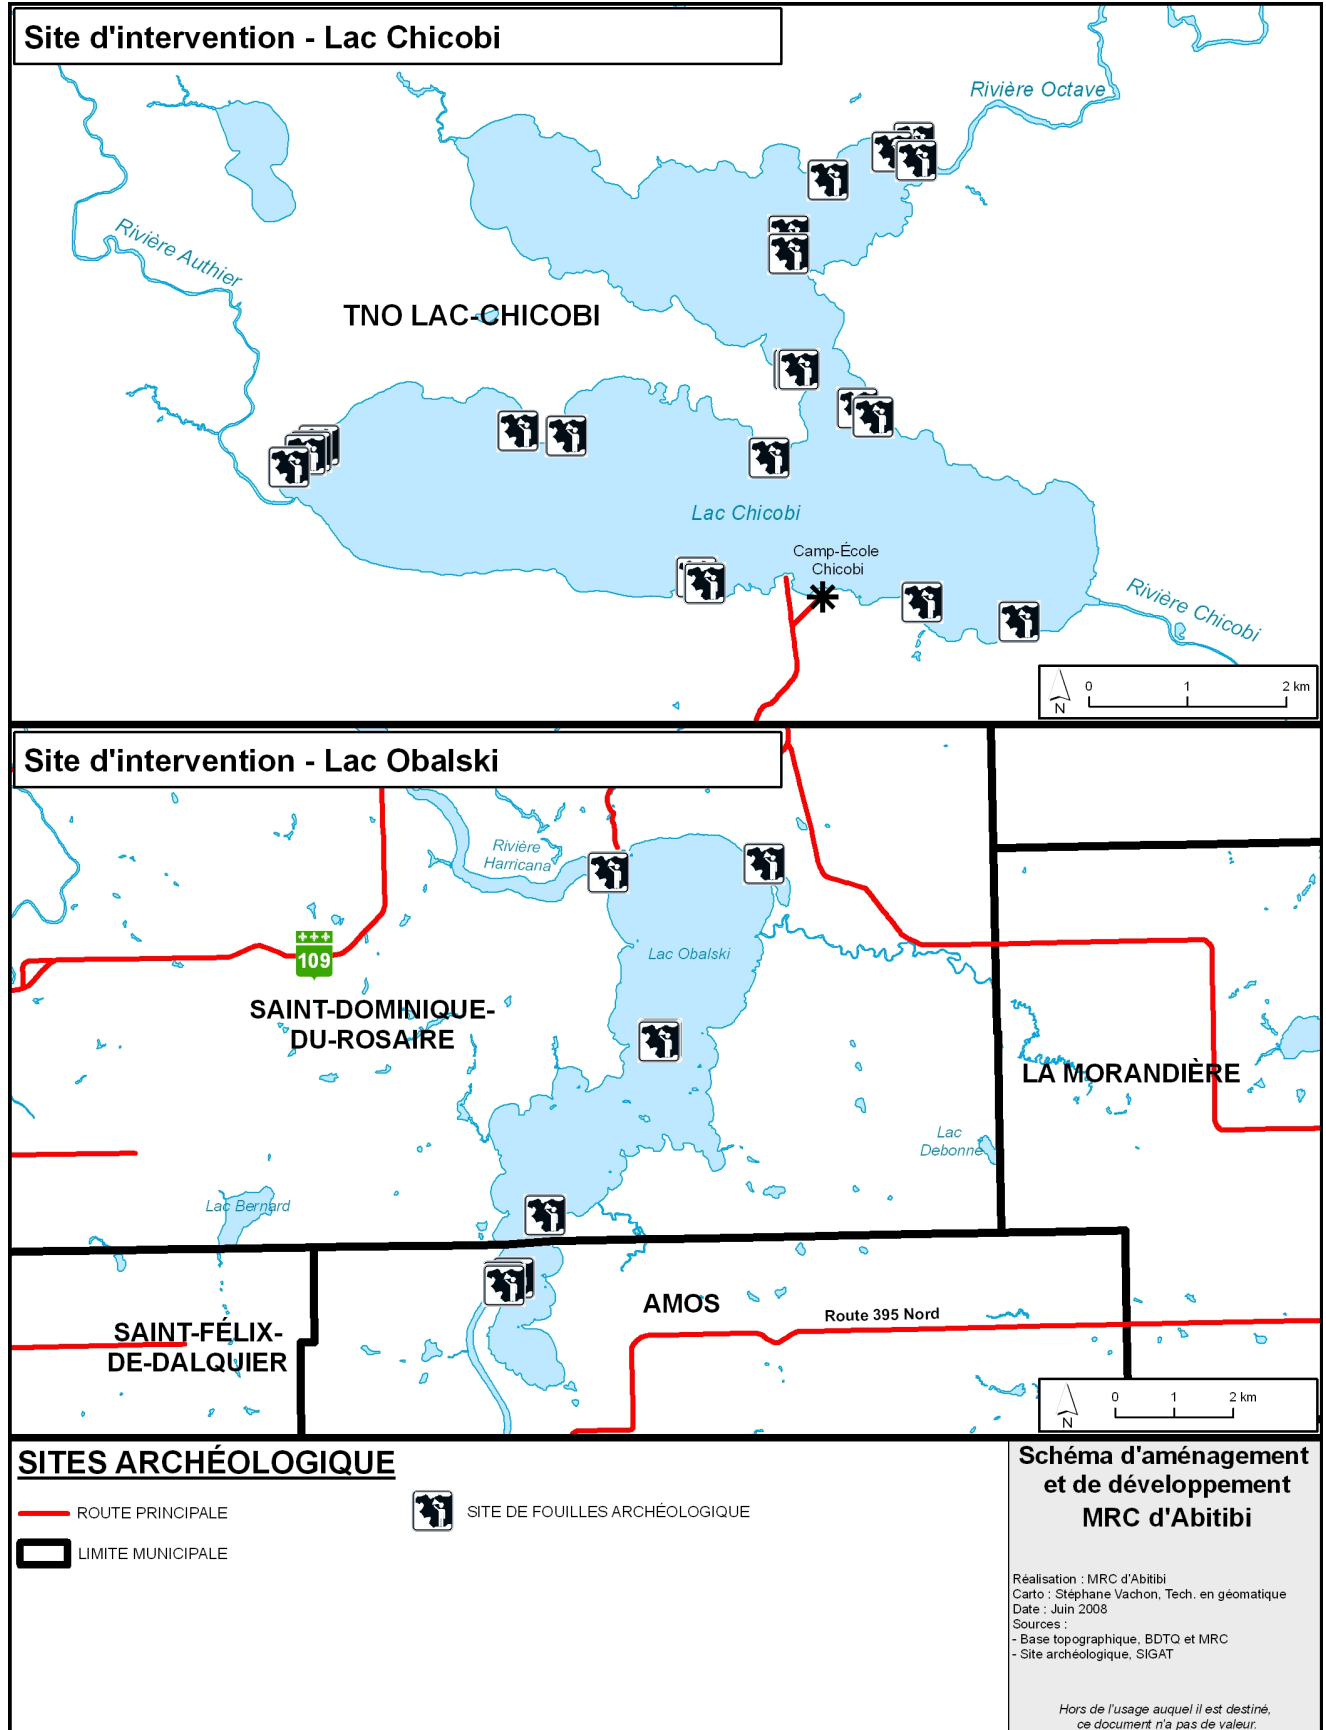 Site d'intervention - Lac Chicobi
Rivière Octave
Rivière Authier
TNO LAC-CHICOBI
Lac Chicobi
Camp-École
Chicobi
Rivière Chicobi
0 1 2 km
N
Site d'intervention - Lac Obalski
Rivière
Harricana
Lac Obalski
109
SAINT-DOMINIQUE-
DU-ROSAIRE
LA MORANDIÈRE
Lac
Debonne
Lac Bernard
AMOS
Route 395 Nord
SAINT-FÉLIX-
DE-DALQUIER
0 1 2 km
N
SITES ARCHÉOLOGIQUE
ROUTE PRINCIPALE
SITE DE FOUILLES ARCHÉOLOGIQUE
LIMITE MUNICIPALE
Schéma d'aménagement
et de développement
MRC d'Abitibi
Réalisation : MRC d'Abitibi
Carto : Stéphane Vachon, Tech. en géomatique
Date : Juin 2008
Sources :
- Base topographique, BDTQ et MRC
- Site archéologique, SIGAT
Hors de l'usage auquel il est destiné,
ce document n'a pas de valeur.